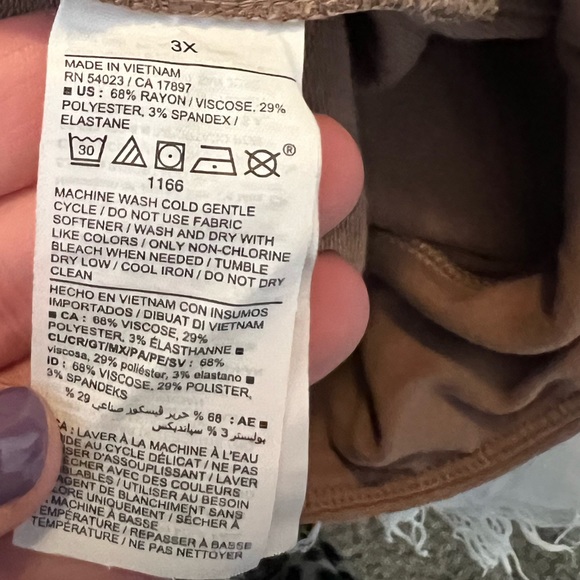 3X
MADE IN VIETNAM
RN 54023 / CA 17897
■ US : 68% RAYON / VISCOSE, 29%
POLYESTER, 3% SPANDEX /
ELASTANE
30
®
1166
MACHINE WASH COLD GENTLE
CYCLE / DO NOT USE FABRIC
SOFTENER / WASH AND DRY WITH
LIKE COLORS / ONLY NON-CHLORINE
BLEACH WHEN NEEDED / TUMBLE
DRY LOW / COOL IRON / DO NOT DRY
CLEAN
HECHO EN VIETNAM CON INSUMOS
IMPORTADOS / DIBUAT DI VIETNAM
■ CA : 68% VISCOSE, 29%
POLYESTER, 3% ÉLASTHANNE ■
CL/CR/GT/MX/PA/PE/SV : 68%
viscosa, 29% poliéster, 3% elastano ■
ID : 68% VISCOSE, 29% POLISTER,
3% SPANDEKS
■ AE : 68 % حرير فيسكوز صناعي 29 %
بوليستر 3 % سپاندیکس
CA : LAVER À LA MACHINE À L'EAU
AU CYCLE DÉLICAT / NE PAS
D'ASSOUPLISSANT / LAVER
AVEC DES COULEURS
/ UTILISER AU BESOIN
AGENT DE BLANCHIMENT SANS
UNIQUEMENT / SÉCHER À
MACHINE À BASSE
TEMPÉRATURE / REPASSER À BASSE
TEMPÉRATURE / NE PAS NETTOYER